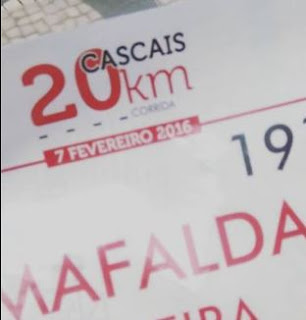 CASCAIS
20km
CORRIDA
7 FEVEREIRO 2016
MAFALDA